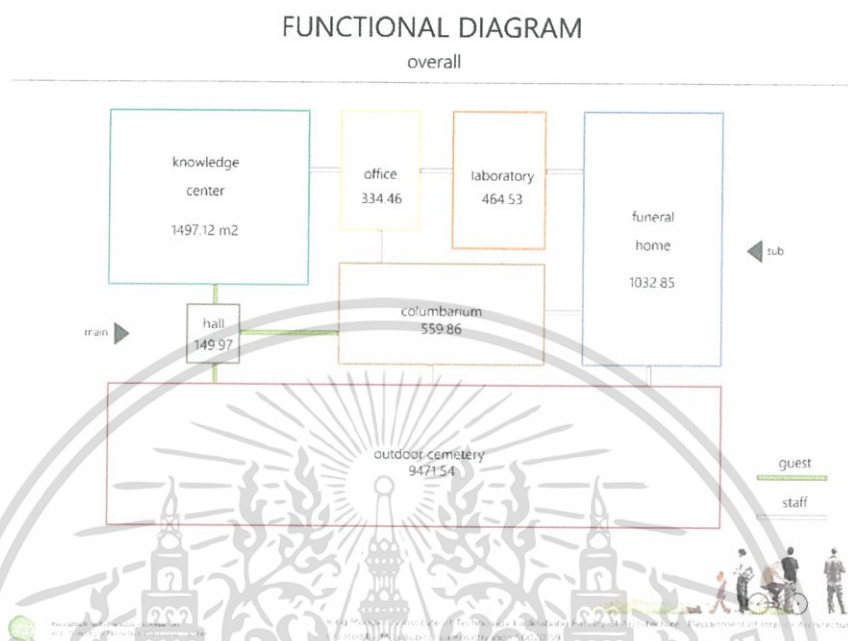 FUNCTIONAL DIAGRAM
overall
knowledge
center
1497.12 m2
office
334.46
laboratory
464.53
funeral
home
1032.85
sub
columbarium
559.86
main
hall
149.97
outdoor cemetery
9471.54
guest
staff